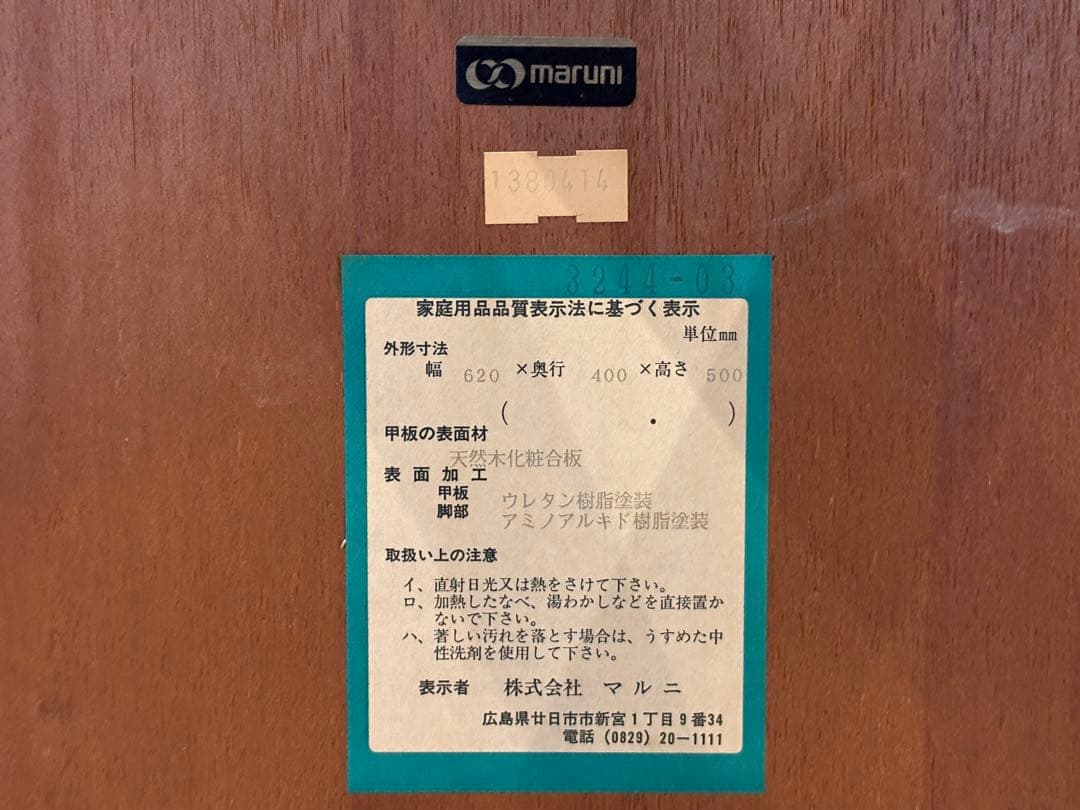 maruni
1380414
3244-03
家庭用品品質表示法に基づく表示
単位mm
外形寸法
幅 620 ×奥行 400 ×高さ 500
( . )
甲板の表面材
天然木化粧合板
表面加工
甲板 ウレタン樹脂塗装
脚部 アミノアルキド樹脂塗装
取扱い上の注意
イ、直射日光又は熱をさけて下さい。
ロ、加熱したなべ、湯わかしなどを直接置か
ないで下さい。
ハ、著しい汚れを落とす場合は、うすめた中
性洗剤を使用して下さい。
表示者 株式会社 マルニ
広島県廿日市市新宮1丁目9番34
電話 (0829) 20-1111